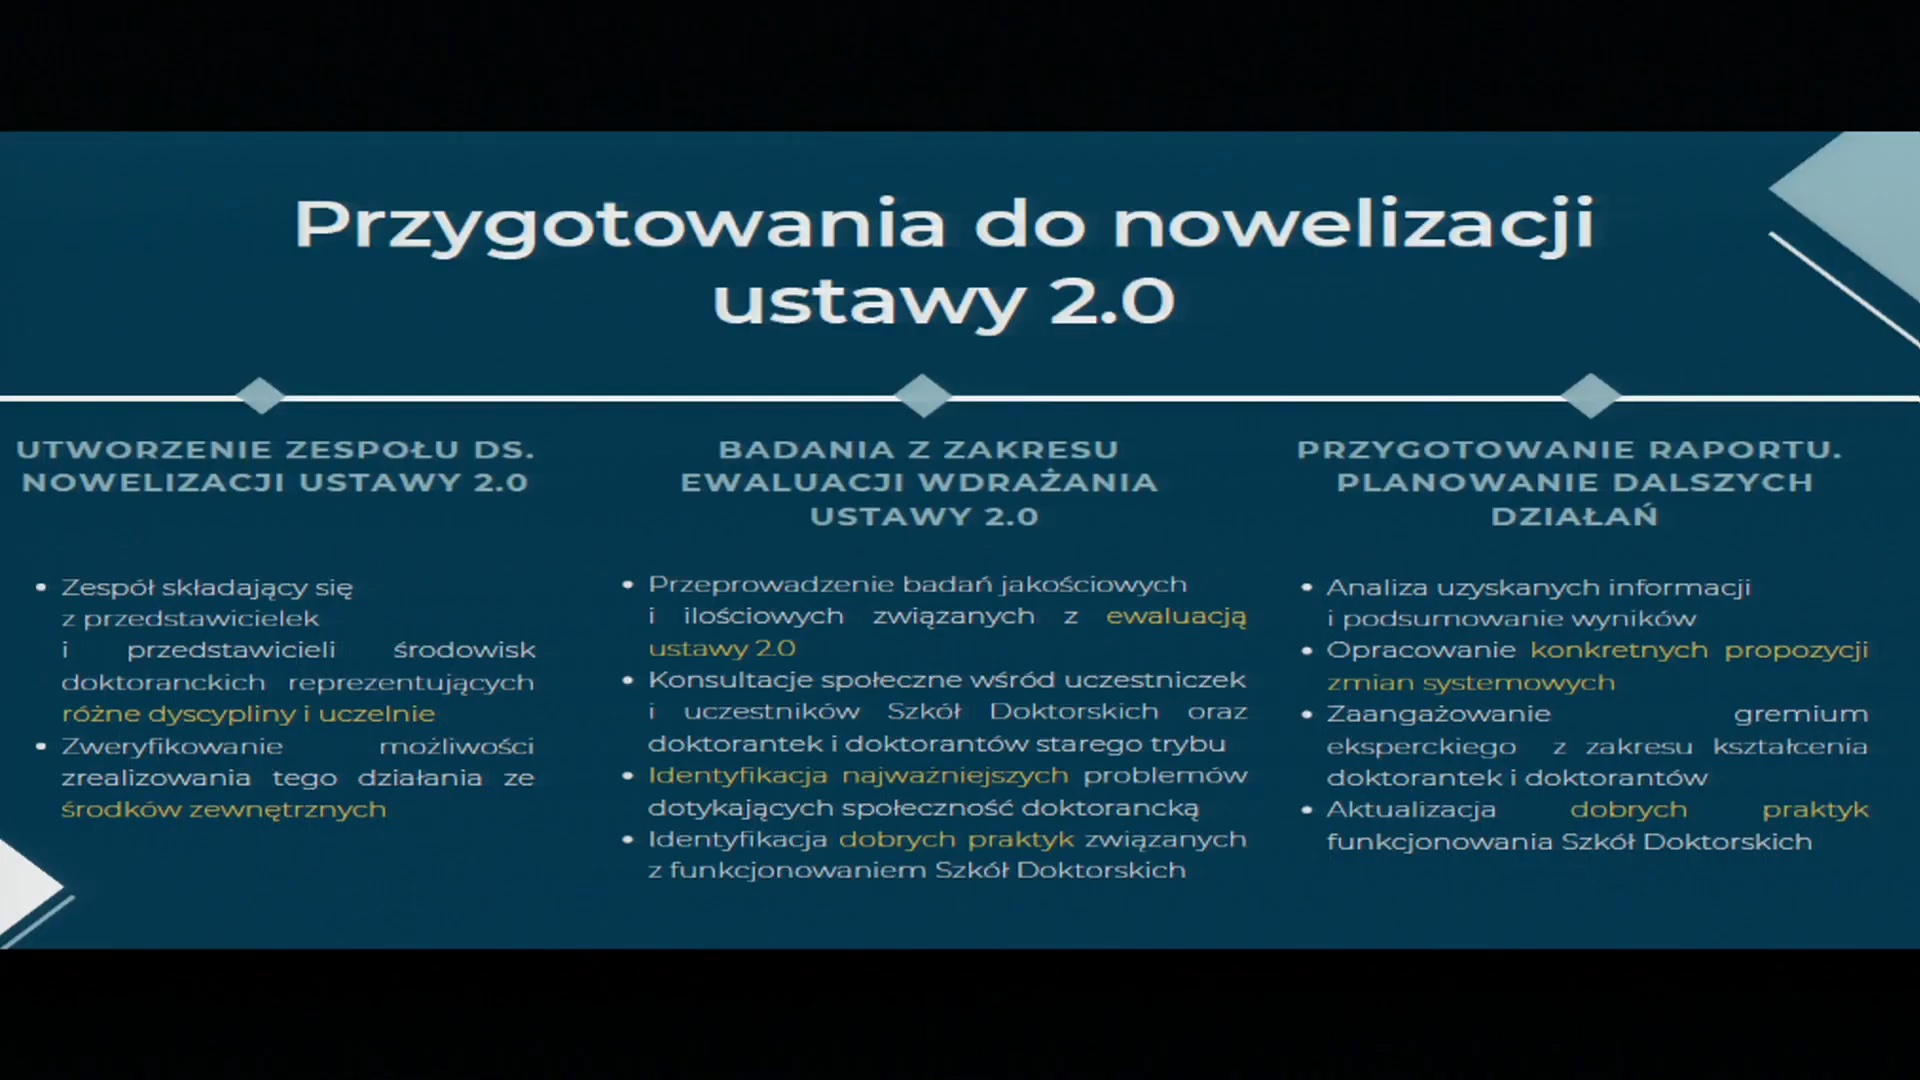 Przygotowania do nowelizacji
ustawy 2.0
UTWORZENIE ZESPOŁU DS.
NOWELIZACJI USTAWY 2.0
• Zespół składający się
z przedstawicielek
i przedstawicieli środowisk
doktoranckich reprezentujących
różne dyscypliny i uczelnie
• Zweryfikowanie możliwości
zrealizowania tego działania ze
środków zewnętrznych
BADANIA Z ZAKRESU
EWALUACJI WDRAŻANIA
USTAWY 2.0
• Przeprowadzenie badań jakościowych
i ilościowych związanych z ewaluacją
ustawy 2.0
• Konsultacje społeczne wśród uczestniczek
i uczestników Szkół Doktorskich oraz
doktorantek i doktorantów starego trybu
• Identyfikacja najważniejszych problemów
dotykających społeczność doktorancką
• Identyfikacja dobrych praktyk związanych
z funkcjonowaniem Szkół Doktorskich
PRZYGOTOWANIE RAPORTU.
PLANOWANIE DALSZYCH
DZIAŁAŃ
• Analiza uzyskanych informacji
i podsumowanie wyników
• Opracowanie konkretnych propozycji
zmian systemowych
• Zaangażowanie gremium
eksperckiego z zakresu kształcenia
doktorantek i doktorantów
• Aktualizacja dobrych praktyk
funkcjonowania Szkół Doktorskich